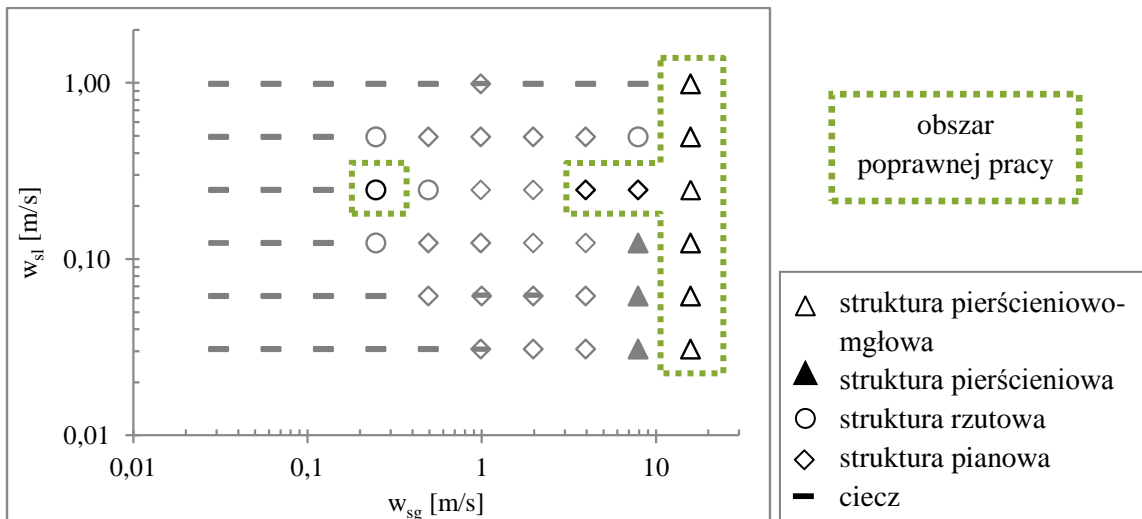 1,00
0,10
0,01
w_sl [m/s]
0,01
0,1
1
10
w_sg [m/s]
obszar
poprawnej pracy
struktura pierścieniowo-
mgłowa
struktura pierścieniowa
struktura rzutowa
struktura pianowa
ciecz